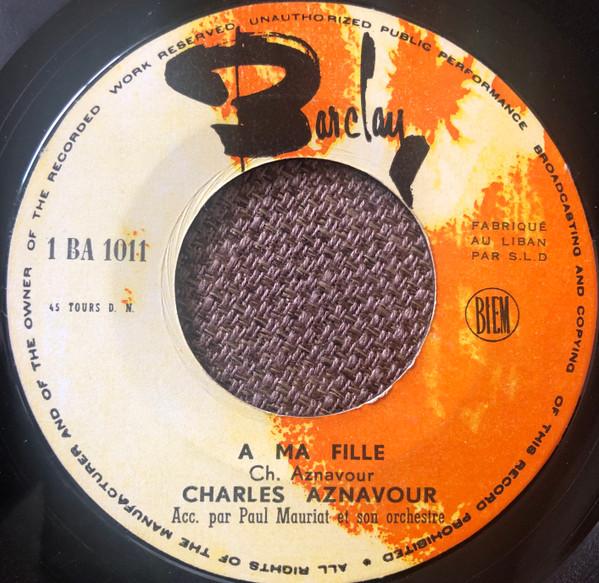 Barclay
1 BA 1011
45 TOURS D. N.
FABRIQUÉ
AU LIBAN
PAR S.L.D
BIEM
A MA FILLE
Ch. Aznavour
CHARLES AZNAVOUR
Acc. par Paul Mauriat et son orchestre
ALL RIGHTS OF THE MANUFACTURER AND OF THE OWNER OF THE RECORDED WORK RESERVED UNAUTHORIZED PUBLIC PERFORMANCE BROADCASTING AND COPYING OF THIS RECORD PROHIBITED